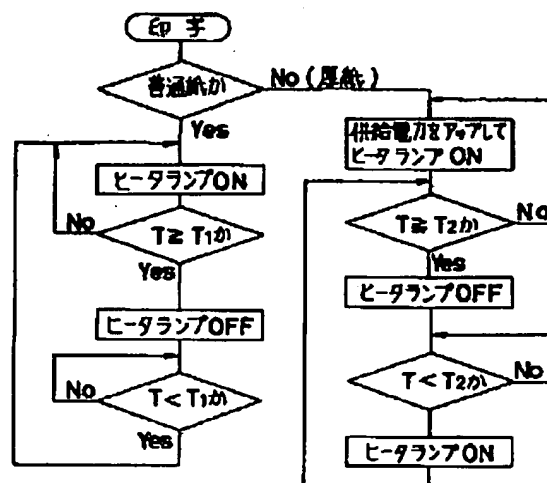 印字
普通紙か
No (厚紙)
Yes
ヒータランプON
No
T≧T1か
Yes
ヒータランプOFF
No
T<T1か
Yes
供給電力をアップして
ヒータランプON
T≧T2か
No
Yes
ヒータランプOFF
T<T2か
No
ヒータランプON